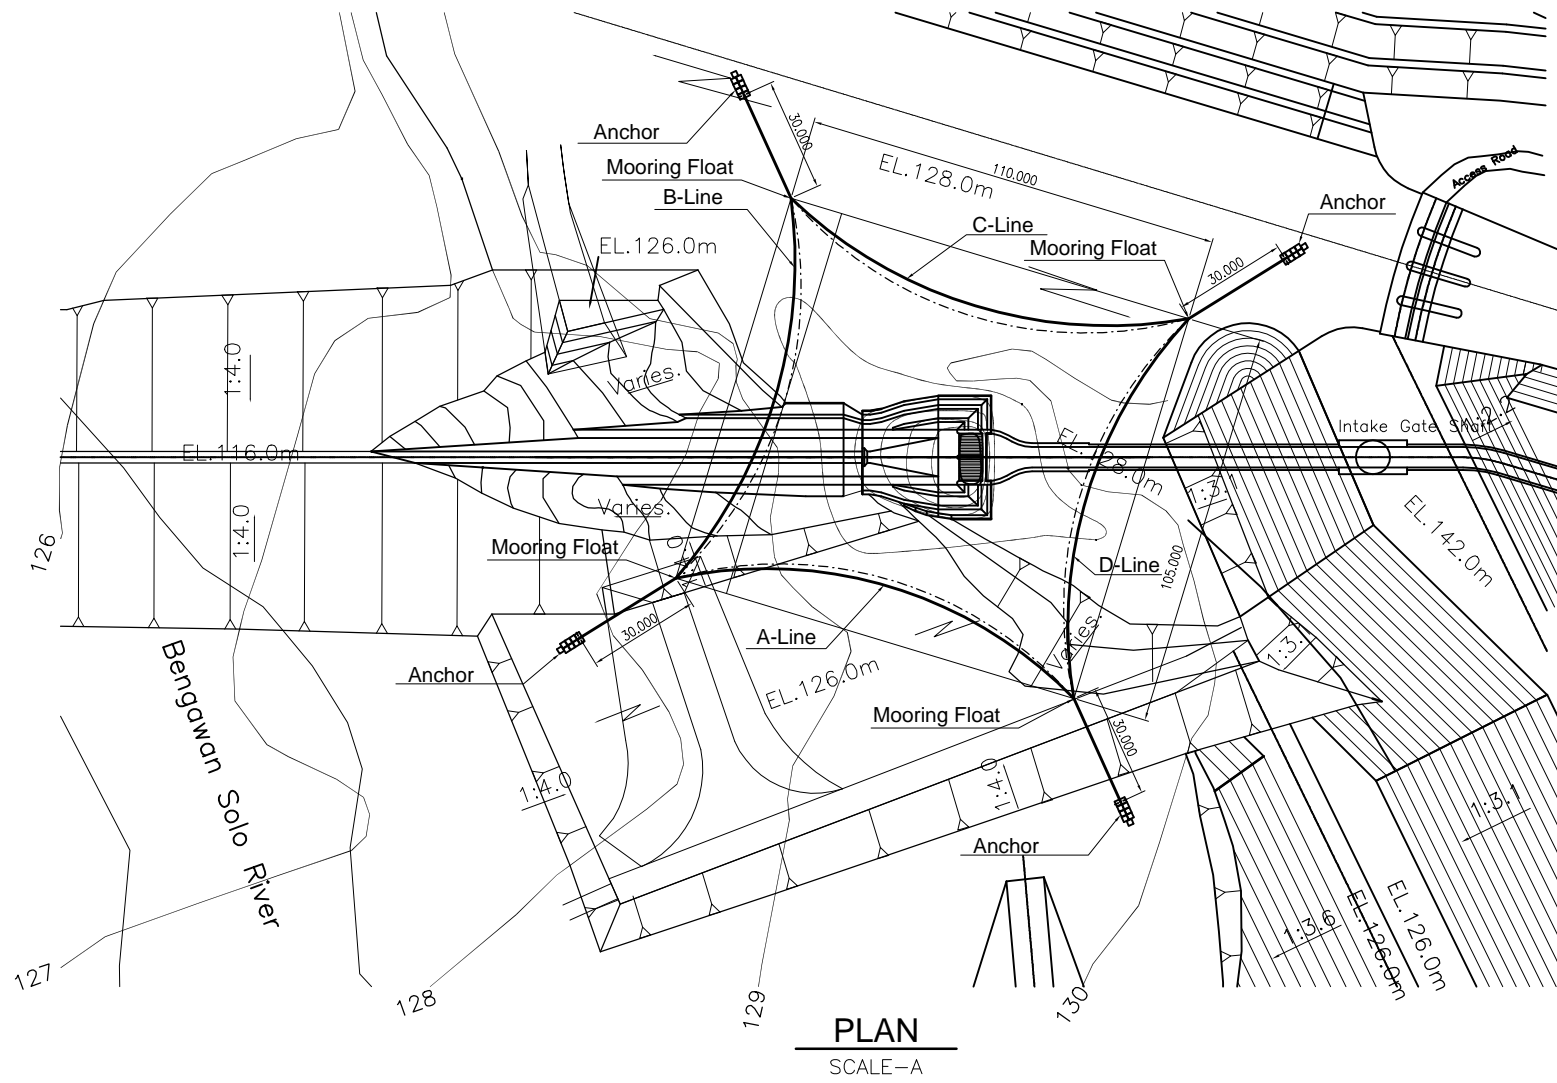 Anchor
30.000
Mooring Float
EL.128.0m
110.000
Access Road
B-Line
Anchor
C-Line
EL.126.0m
Mooring Float
30.000
1:4.0
Varies.
1:2.2
Intake Gate Shaft
EL.116.0m
EL.128.0m
Varies.
1:4.0
126
Mooring Float
EL.142.0m
D-Line
105.000
30.000
A-Line
Varies.
Anchor
EL.126.0m
Mooring Float
30.000
Bengawan Solo River
1:4.0
1:4.0
1:3.1
Anchor
1:3.6
EL.126.0m
EL.126.0m
127
128
129
130
PLAN
SCALE-A